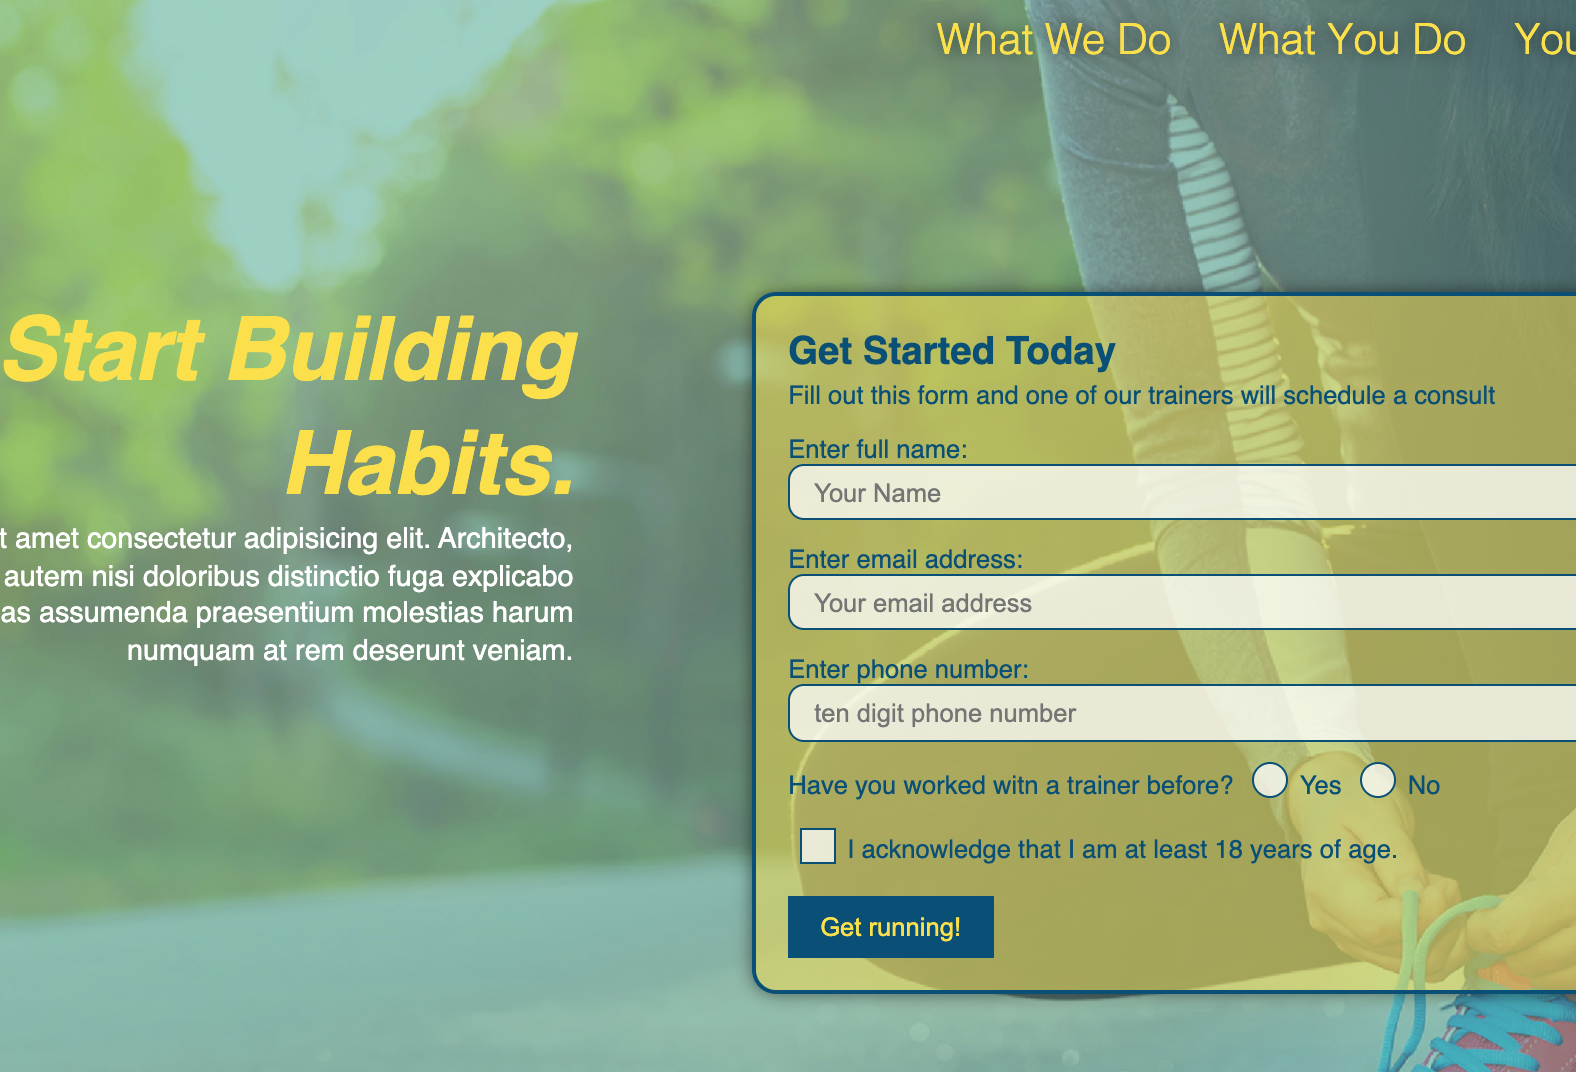 What We Do What You Do You
Start Building
Habits.
t amet consectetur adipisicing elit. Architecto,
autem nisi doloribus distinctio fuga explicabo
as assumenda praesentium molestias harum
numquam at rem deserunt veniam.
Get Started Today
Fill out this form and one of our trainers will schedule a consult
Enter full name:
Your Name
Enter email address:
Your email address
Enter phone number:
ten digit phone number
Have you worked witn a trainer before? Yes No
I acknowledge that I am at least 18 years of age.
Get running!